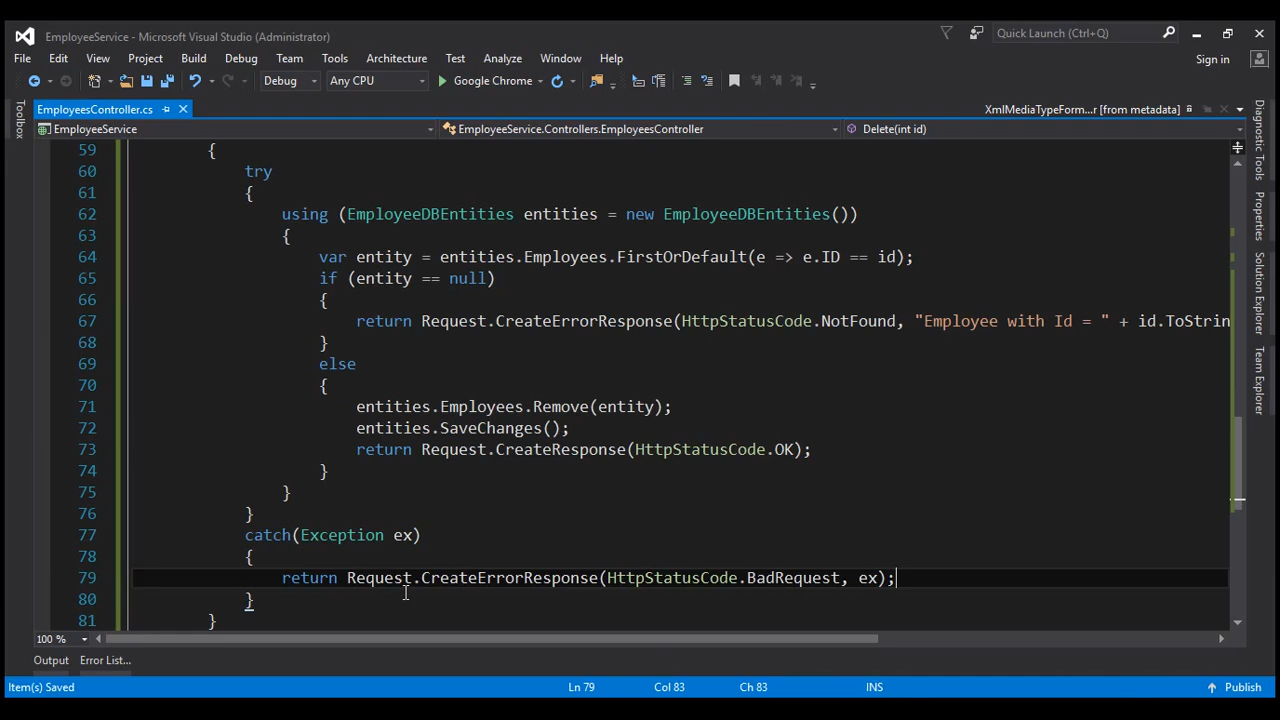 EmployeeService - Microsoft Visual Studio (Administrator)
Quick Launch (Ctrl+Q)
File Edit View Project Build Debug Team Tools Architecture Test Analyze Window Help
Sign in
Debug Any CPU Google Chrome
EmployeesController.cs
XmlMediaTypeForm...r [from metadata]
EmployeeService
EmployeeService.Controllers.EmployeesController
Delete(int id)
Toolbox
Diagnostic Tools
Properties
Solution Explorer
Team Explorer
59 {
60 try
61 {
62 using (EmployeeDBEntities entities = new EmployeeDBEntities())
63 {
64 var entity = entities.Employees.FirstOrDefault(e => e.ID == id);
65 if (entity == null)
66 {
67 return Request.CreateErrorResponse(HttpStatusCode.NotFound, "Employee with Id = " + id.ToStrin
68 }
69 else
70 {
71 entities.Employees.Remove(entity);
72 entities.SaveChanges();
73 return Request.CreateResponse(HttpStatusCode.OK);
74 }
75 }
76 }
77 catch(Exception ex)
78 {
79 return Request.CreateErrorResponse(HttpStatusCode.BadRequest, ex);
80 }
81 }
100 %
Output Error List...
Item(s) Saved
Ln 79 Col 83 Ch 83 INS
Publish